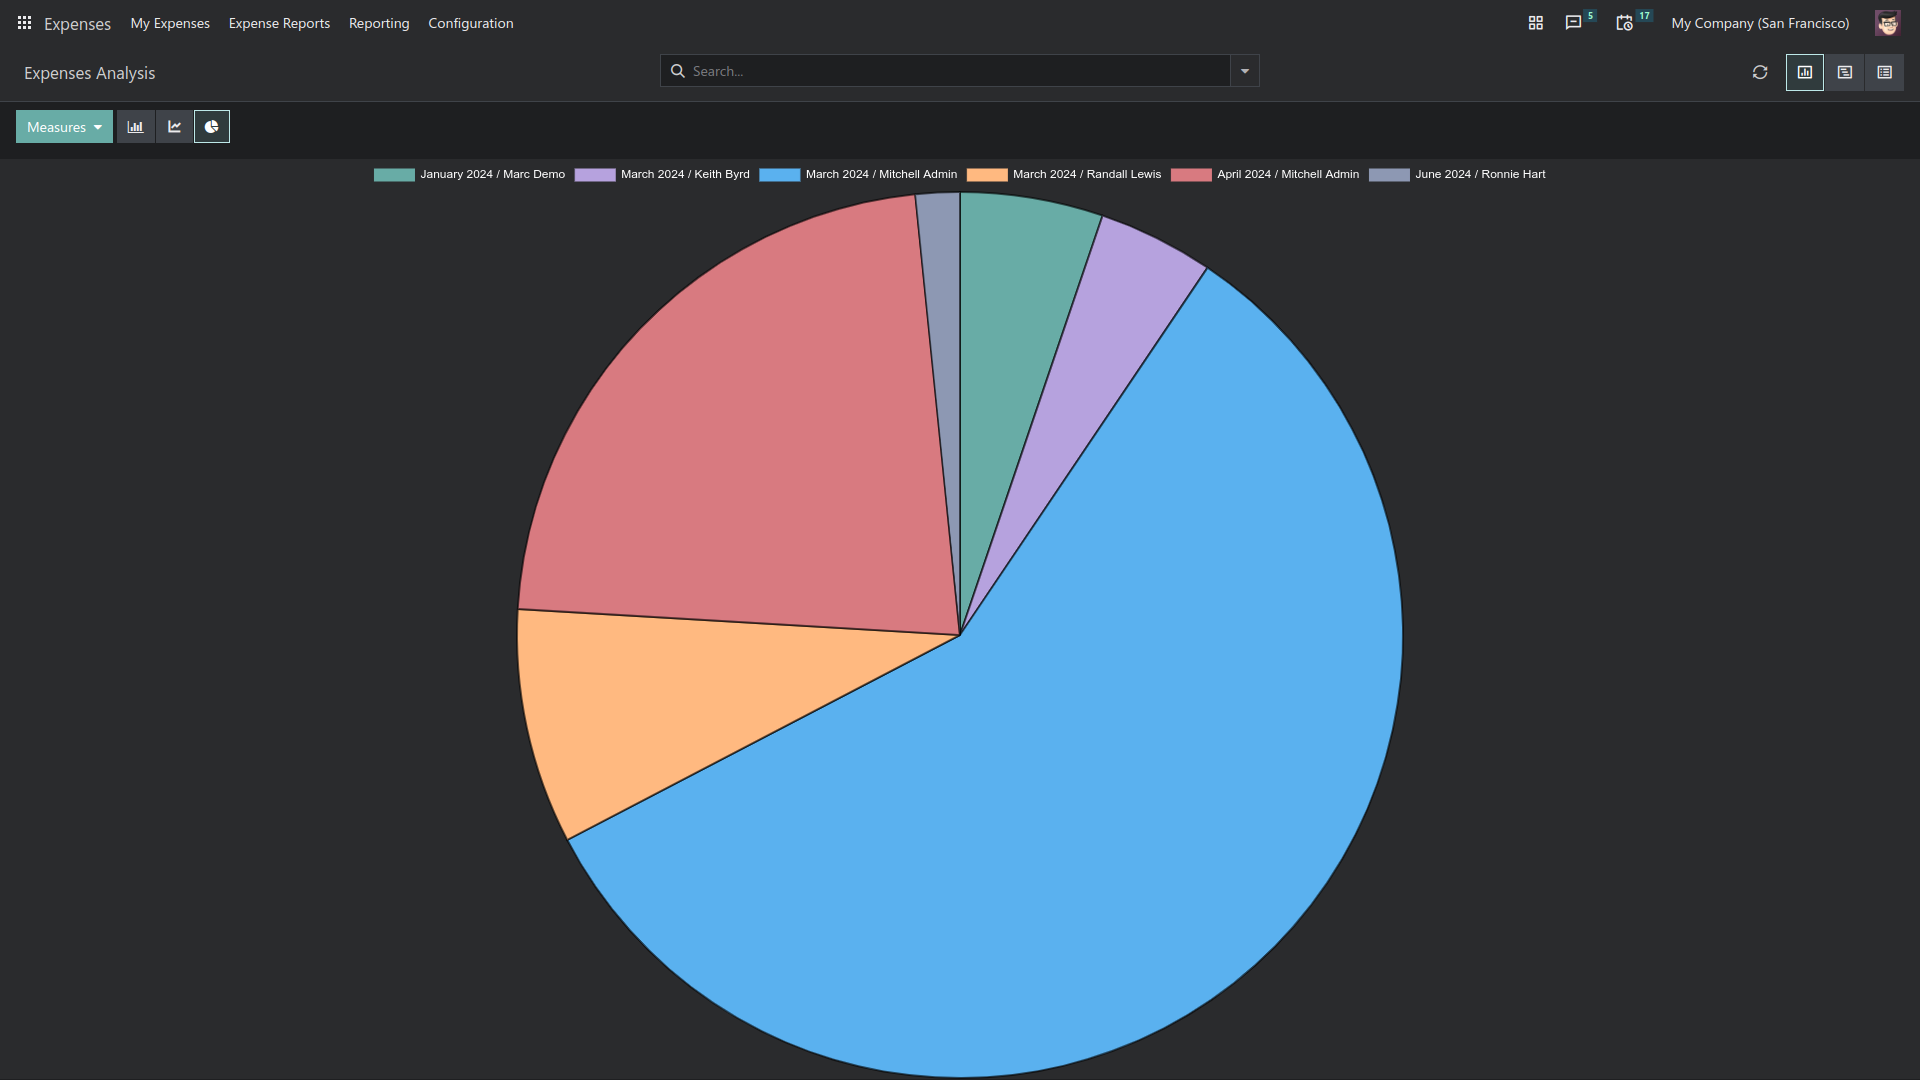 Expenses My Expenses Expense Reports Reporting Configuration 5 17 My Company (San Francisco)
Expenses Analysis Search...
Measures
January 2024 / Marc Demo March 2024 / Keith Byrd March 2024 / Mitchell Admin March 2024 / Randall Lewis April 2024 / Mitchell Admin June 2024 / Ronnie Hart